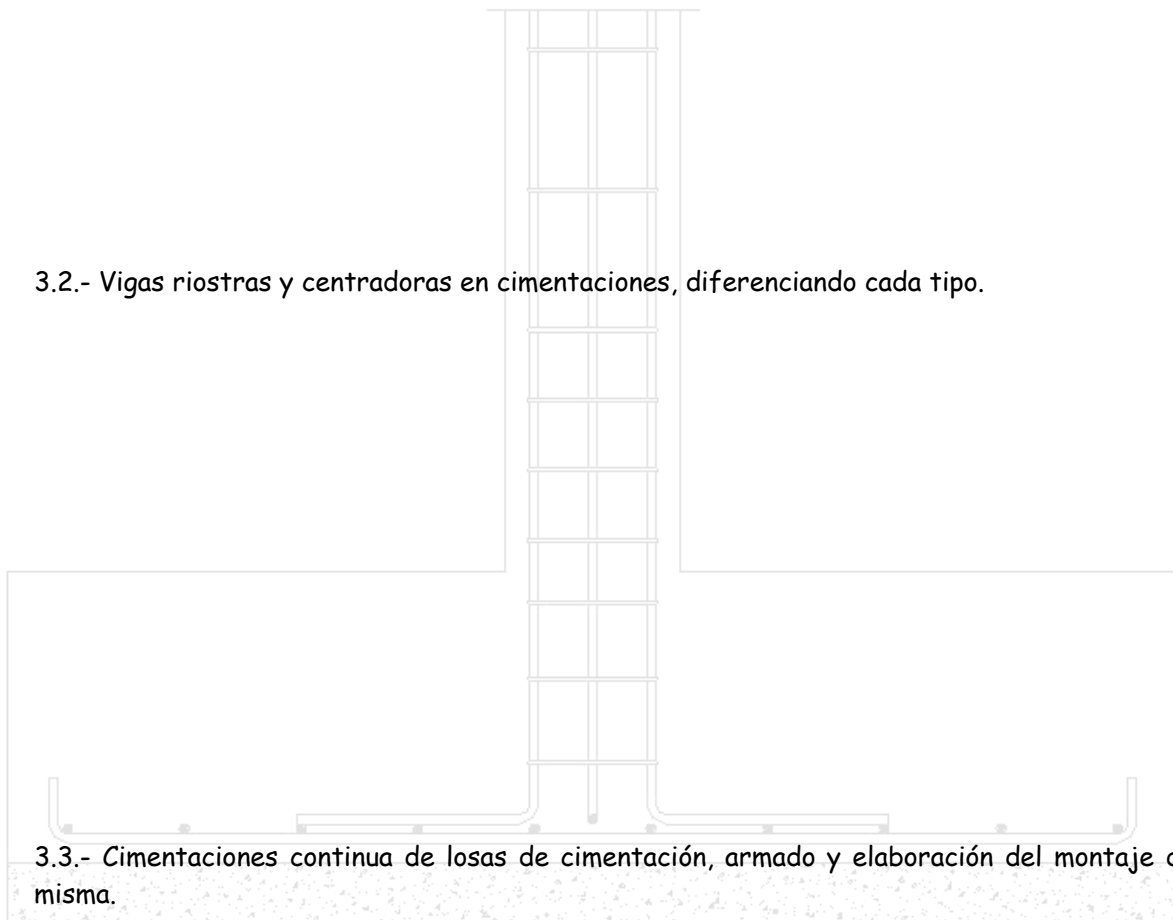 3.2.- Vigas riostras y centradoras en cimentaciones, diferenciando cada tipo.
3.3.- Cimentaciones continua de losas de cimentación, armado y elaboración del montaje
misma.